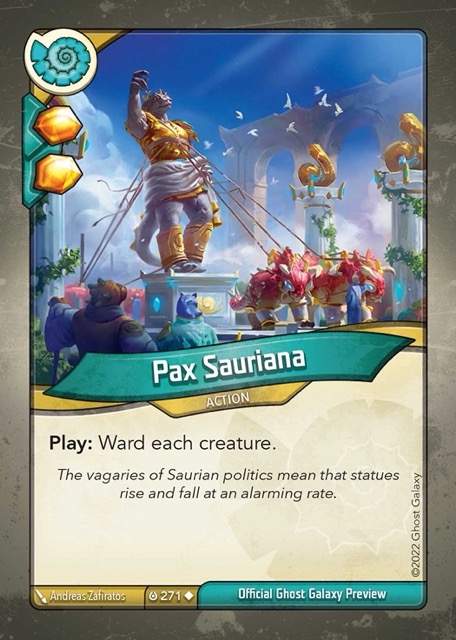 Pax Sauriana
ACTION
Play: Ward each creature.
The vagaries of Saurian politics mean that statues
rise and fall at an alarming rate.
©2022 Ghost Galaxy
Andreas Zafiratos
271
Official Ghost Galaxy Preview